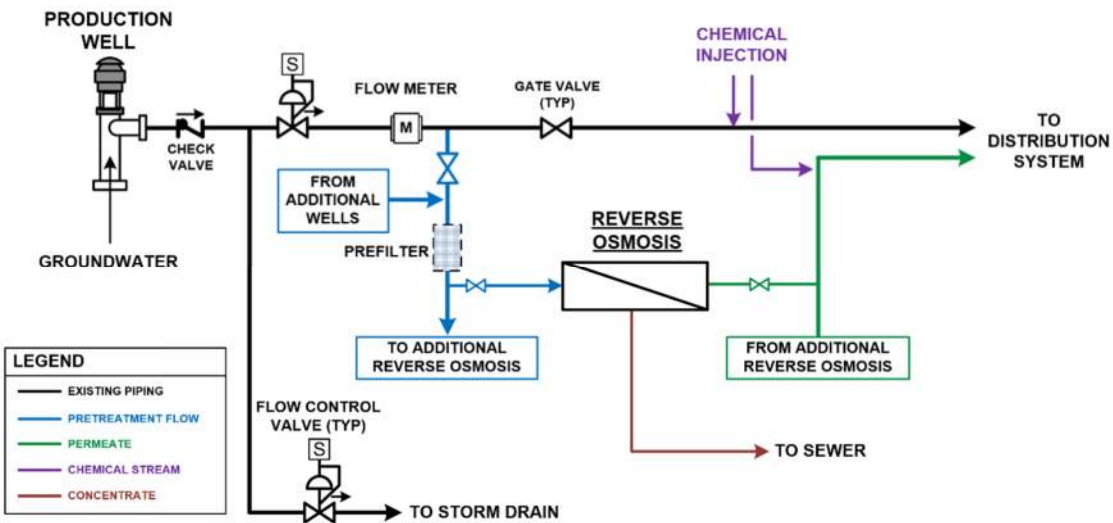 PRODUCTION
WELL
CHEMICAL
INJECTION
S
FLOW METER
GATE VALVE
(TYP)
M
CHECK
VALVE
TO
DISTRIBUTION
SYSTEM
FROM
ADDITIONAL
WELLS
PREFILTER
REVERSE
OSMOSIS
GROUNDWATER
TO ADDITIONAL
REVERSE OSMOSIS
FROM ADDITIONAL
REVERSE OSMOSIS
LEGEND
EXISTING PIPING
PRETREATMENT FLOW
PERMEATE
CHEMICAL STREAM
CONCENTRATE
FLOW CONTROL
VALVE (TYP)
S
TO SEWER
TO STORM DRAIN